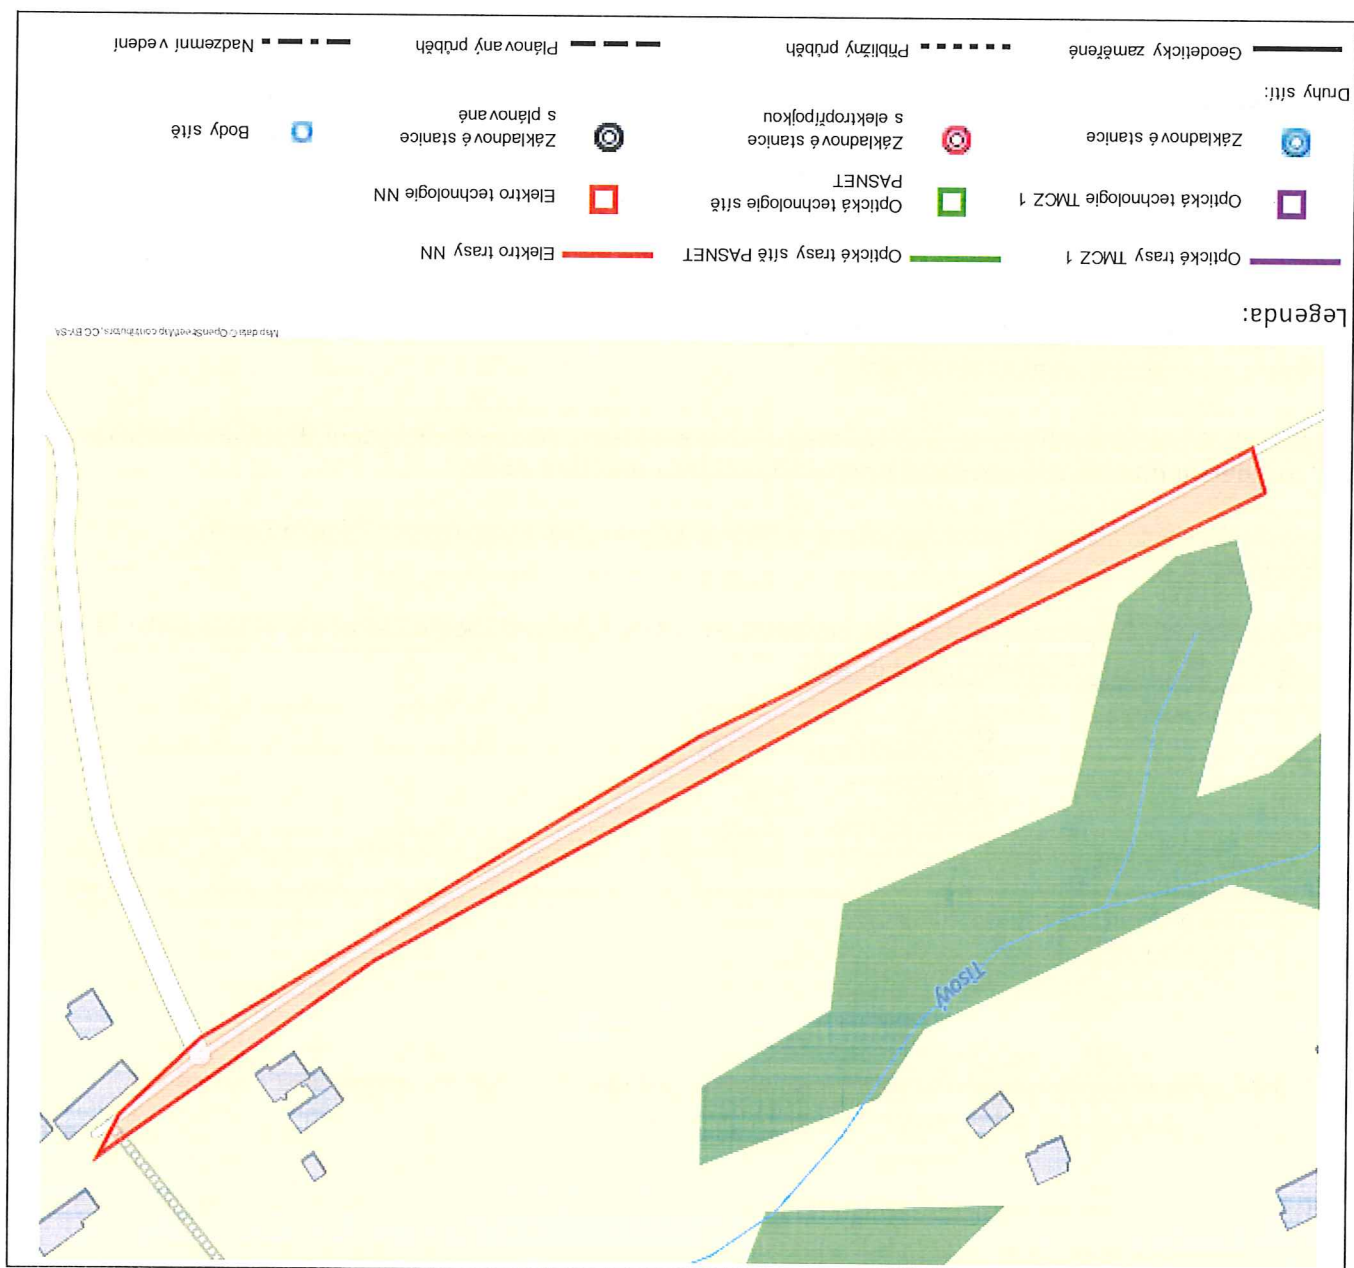 Tisový
Map data © OpenStreetMap contributors, CC BY-SA
Legenda:
Optické trasy TMCZ 1
Optické trasy sítě PASNET
Elektro trasy NN
Optická technologie TMCZ 1
Optická technologie sítě
PASNET
Elektro technologie NN
Základnové stanice
Základnové stanice
s elektropřípojkou
Základnové stanice
s plánované
Body sítě
Druhy sítí:
Geodeticky zaměřené
Přibližný průběh
Plánovaný průběh
Nadzemní vedení